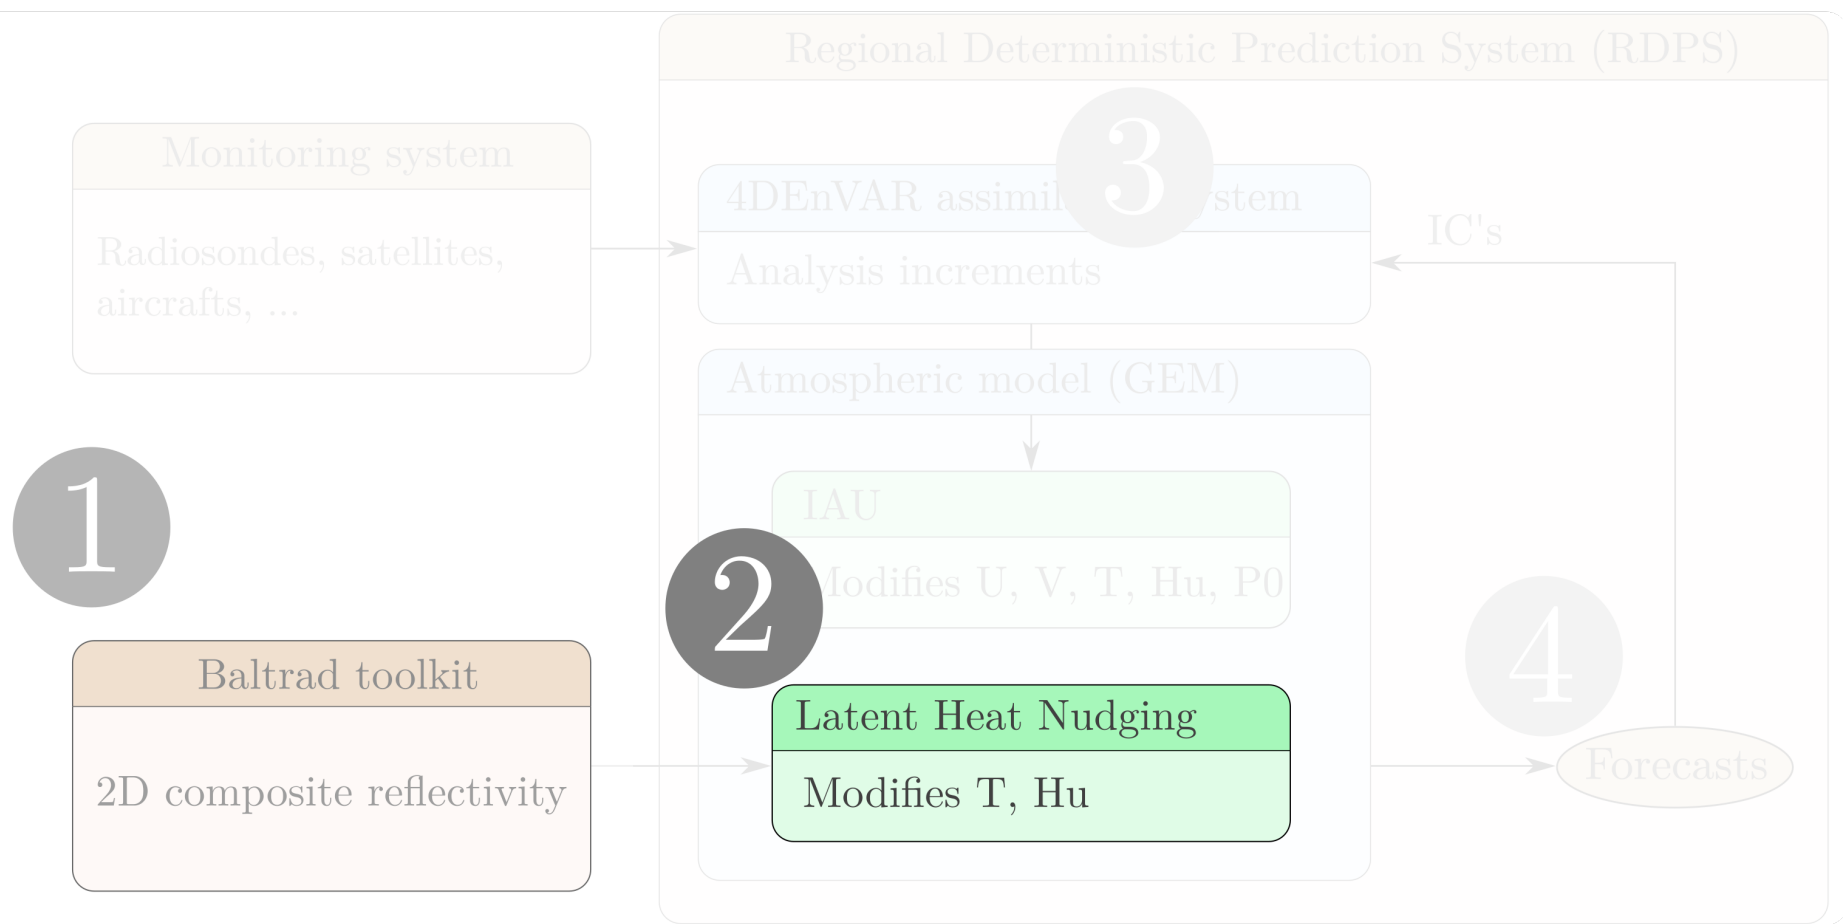 Regional Deterministic Prediction System (RDPS)
3
Monitoring system
Radiosondes, satellites,
aircrafts, ...
4DEnVAR assimil stem
Analysis increments
IC's
Atmospheric model (GEM)
1
IAU
2
Modifies U, V, T, Hu, P0
4
Baltrad toolkit
2D composite reflectivity
Latent Heat Nudging
Modifies T, Hu
Forecasts